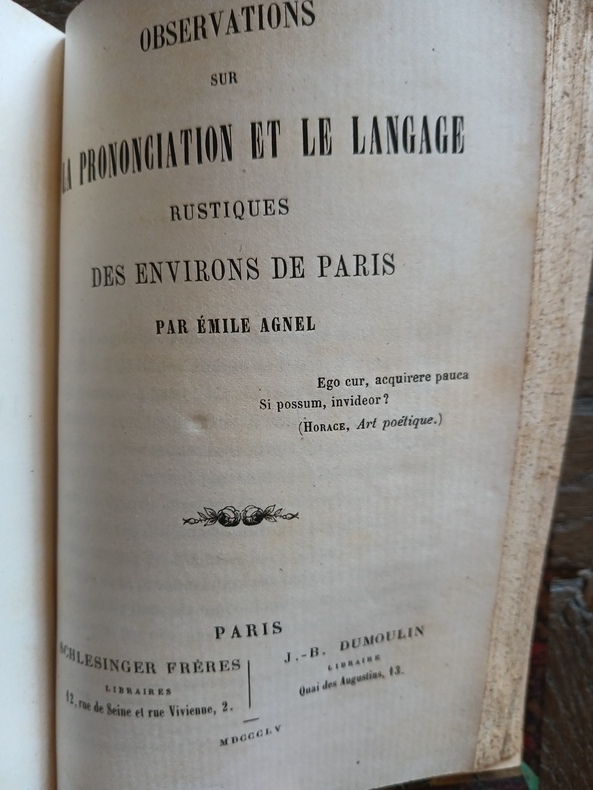 OBSERVATIONS
SUR
LA PRONONCIATION ET LE LANGAGE
RUSTIQUES
DES ENVIRONS DE PARIS
PAR ÉMILE AGNEL
Ego cur, acquirere pauca
Si possum, invideor?
(HORACE, Art poétique.)
PARIS
SCHLESINGER FRÈRES
LIBRAIRES
12, rue de Seine et rue Vivienne, 2.
J.-B. DUMOULIN
LIBRAIRE
Quai des Augustins, 13.
MDCCCLV